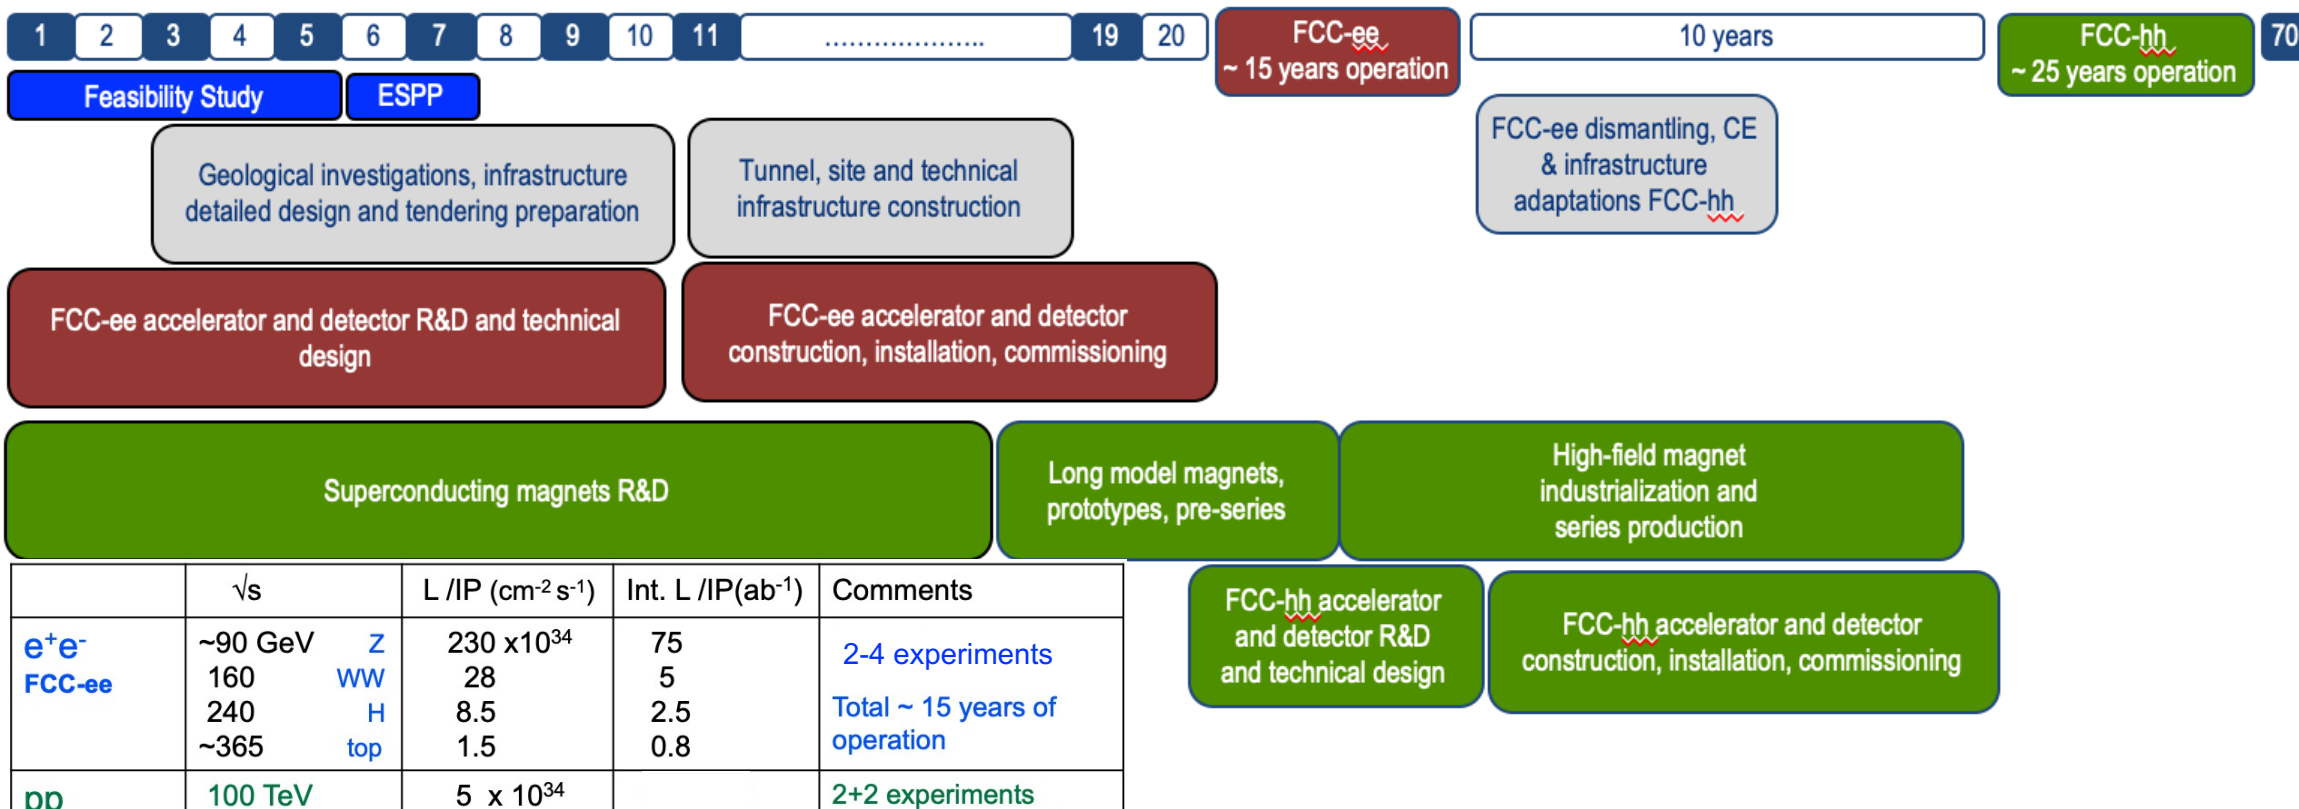 1 2 3 4 5 6 7 8 9 10 11 ................... 19 20
FCC-ee
~ 15 years operation
10 years
FCC-hh
~ 25 years operation
70
Feasibility Study
ESPP
Geological investigations, infrastructure
detailed design and tendering preparation
Tunnel, site and technical
infrastructure construction
FCC-ee dismantling, CE
& infrastructure
adaptations FCC-hh
FCC-ee accelerator and detector R&D and technical
design
FCC-ee accelerator and detector
construction, installation, commissioning
Superconducting magnets R&D
Long model magnets,
prototypes, pre-series
High-field magnet
industrialization and
series production
FCC-hh accelerator
and detector R&D
and technical design
FCC-hh accelerator and detector
construction, installation, commissioning
√s L /IP (cm⁻² s⁻¹) Int. L /IP(ab⁻¹) Comments
e⁺e⁻
FCC-ee
~90 GeV Z 230 x10³⁴ 75
160 WW 28 5
240 H 8.5 2.5
~365 top 1.5 0.8
2-4 experiments
Total ~ 15 years of
operation
pp 100 TeV 5 x 10³⁴ 2+2 experiments